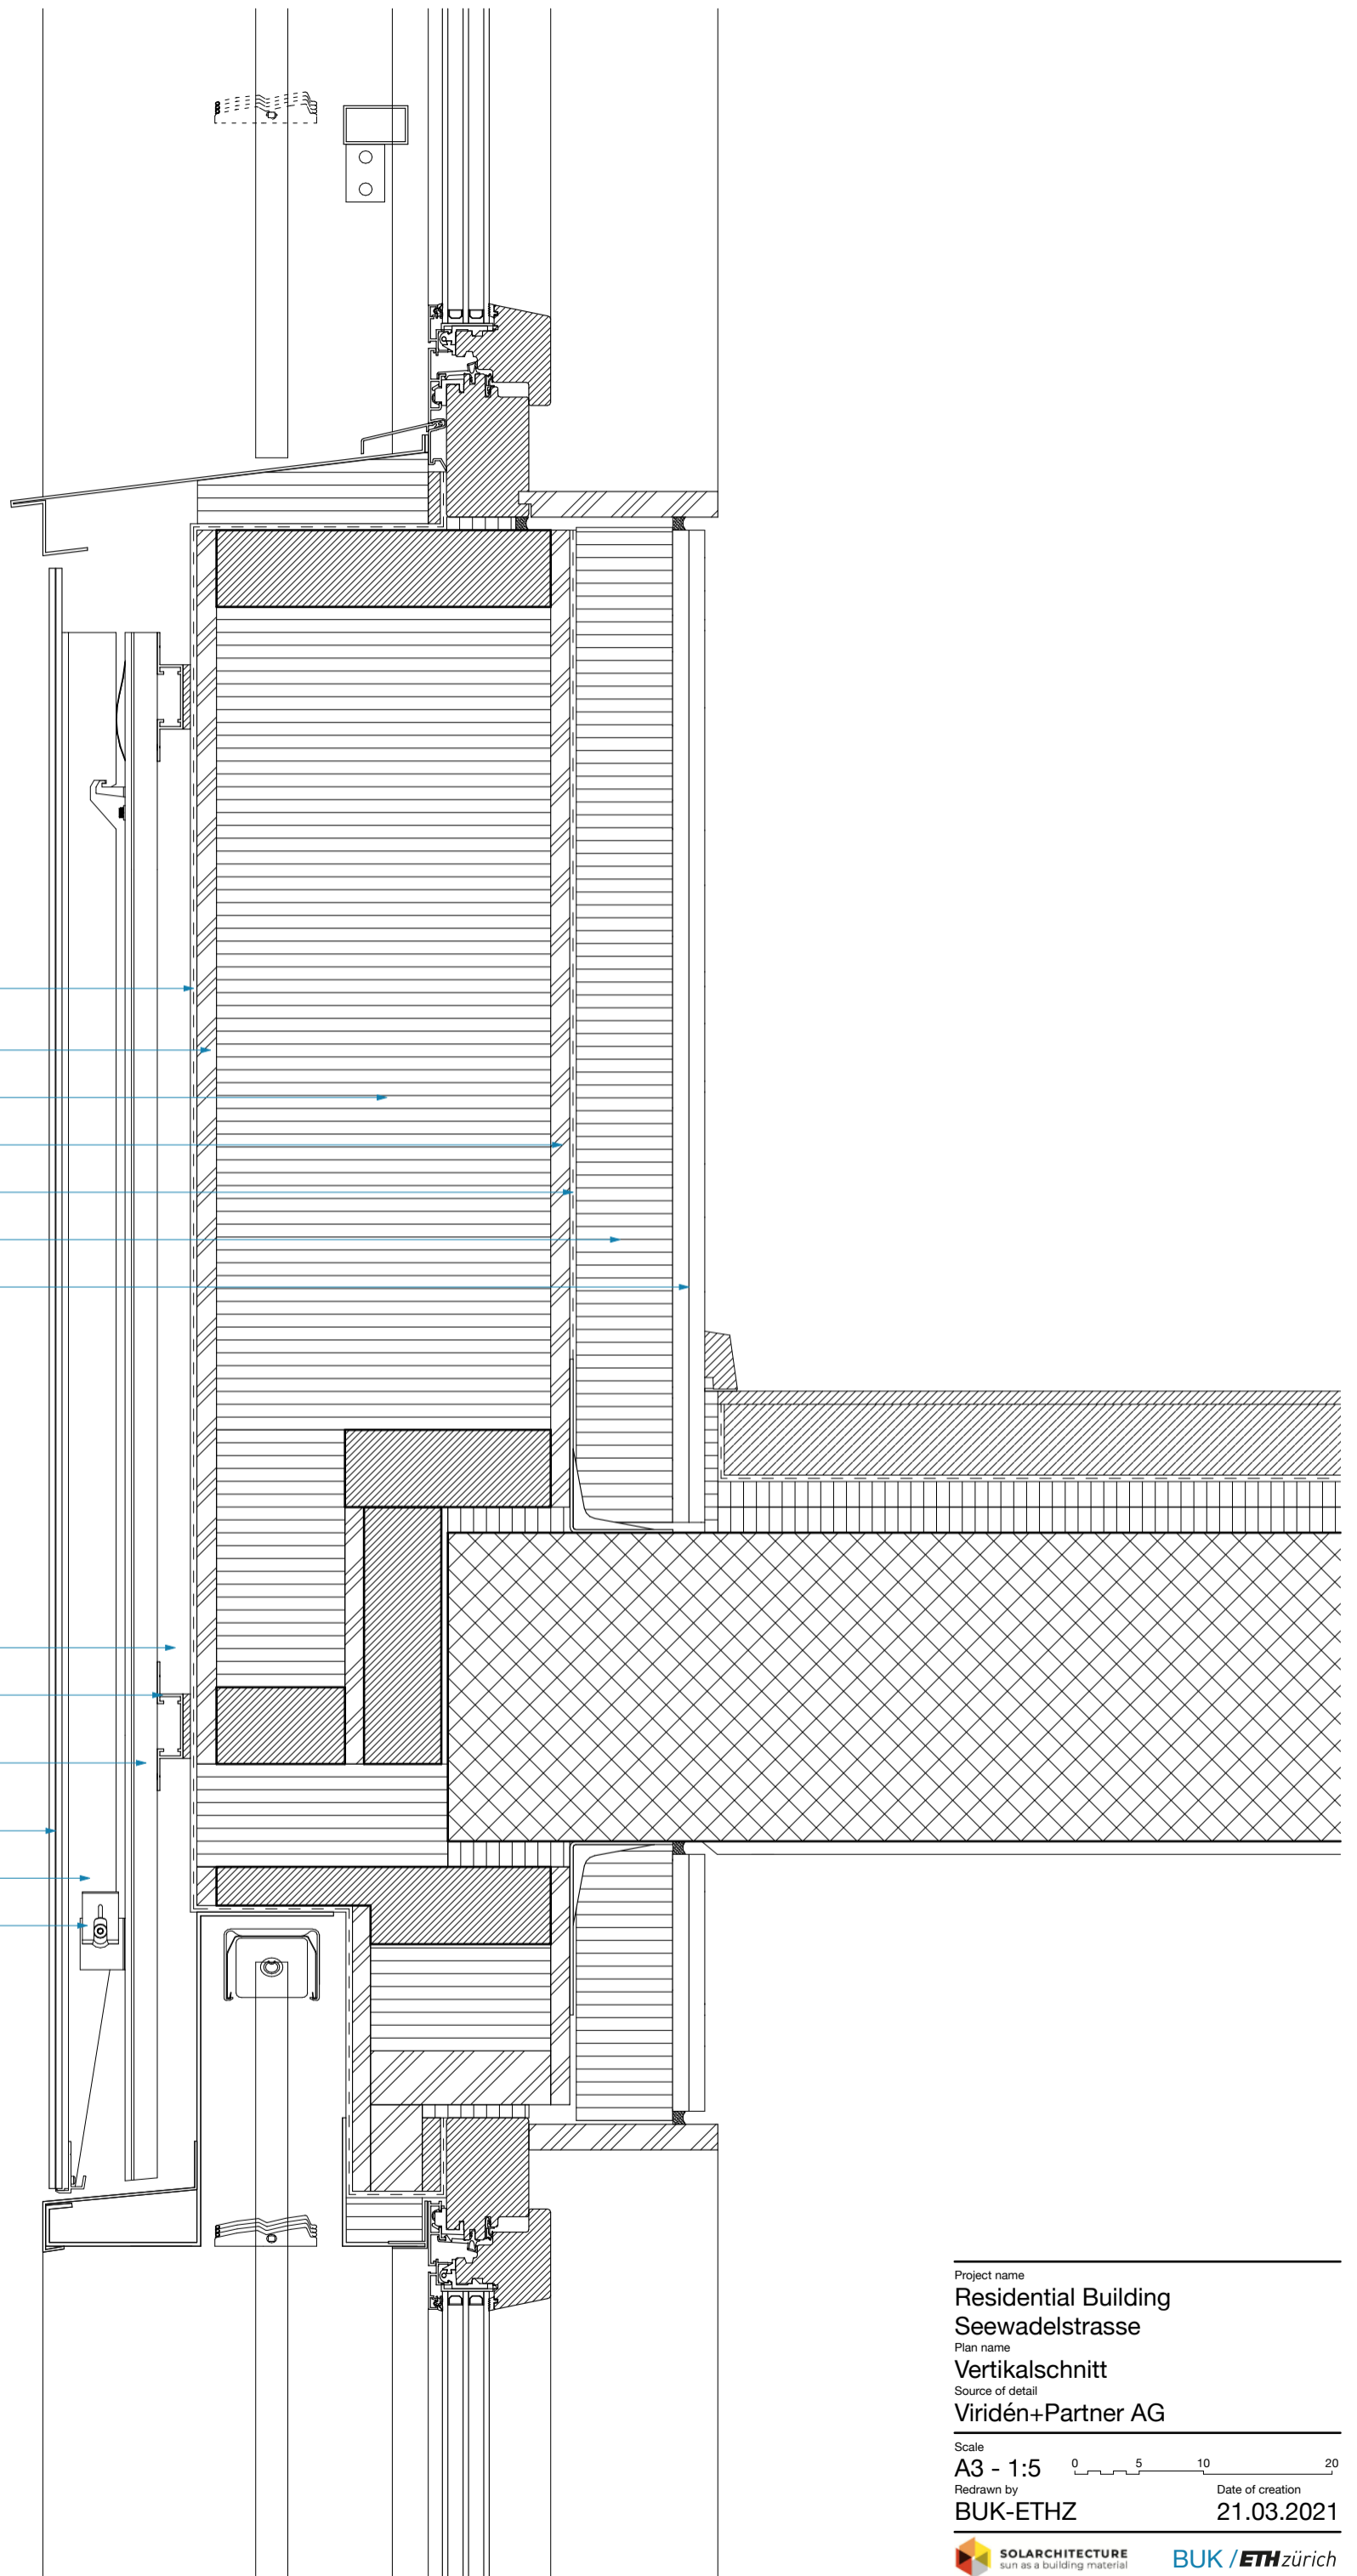 Project name
Residential Building
Seewadelstrasse
Plan name
Vertikalschnitt
Source of detail
Viridén+Partner AG
Scale
A3 - 1:5
0 5 10 20
Redrawn by
BUK-ETHZ
Date of creation
21.03.2021
SOLARCHITECTURE
sun as a building material
BUK / ETH zürich